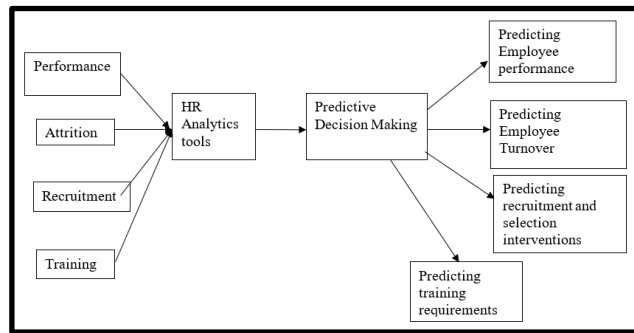 Performance
Attrition
Recruitment
Training
HR
Analytics
tools
Predictive
Decision Making
Predicting
Employee
performance
Predicting
Employee
Turnover
Predicting
recruitment and
selection
interventions
Predicting
training
requirements